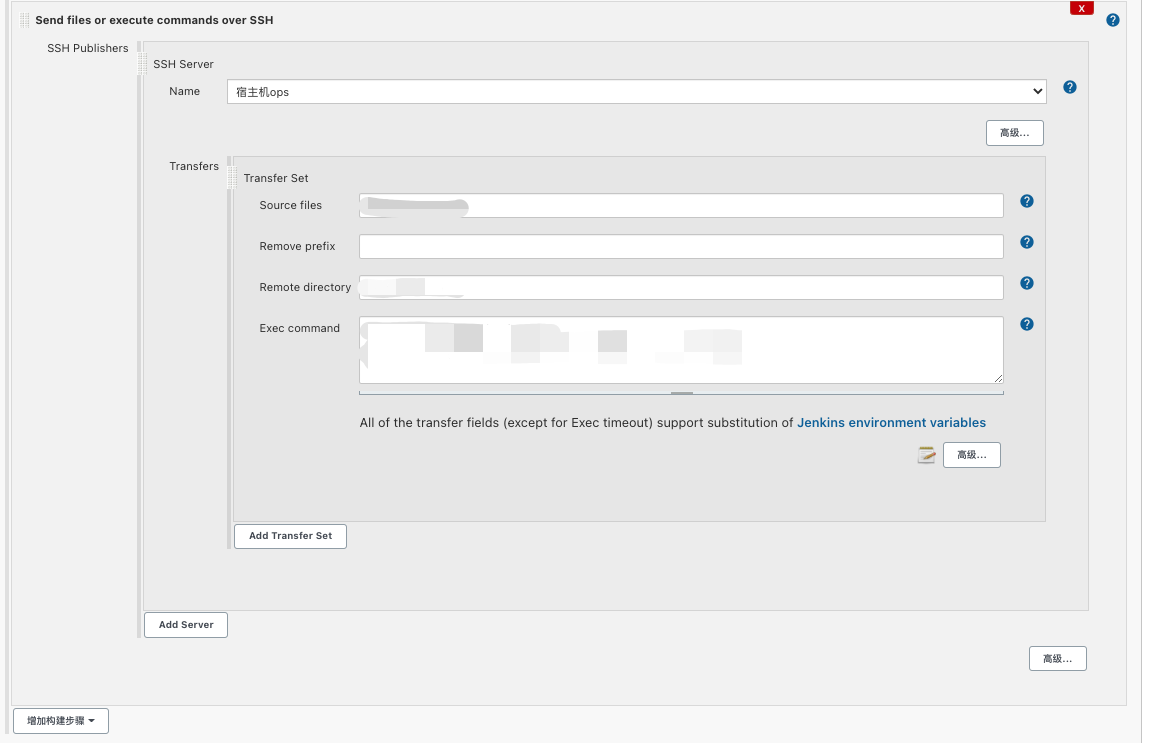 Send files or execute commands over SSH
X
?
SSH Publishers
SSH Server
Name
宿主机ops
?
高级...
Transfers
Transfer Set
Source files
?
Remove prefix
?
Remote directory
?
Exec command
?
All of the transfer fields (except for Exec timeout) support substitution of Jenkins environment variables
高级...
Add Transfer Set
Add Server
高级...
增加构建步骤